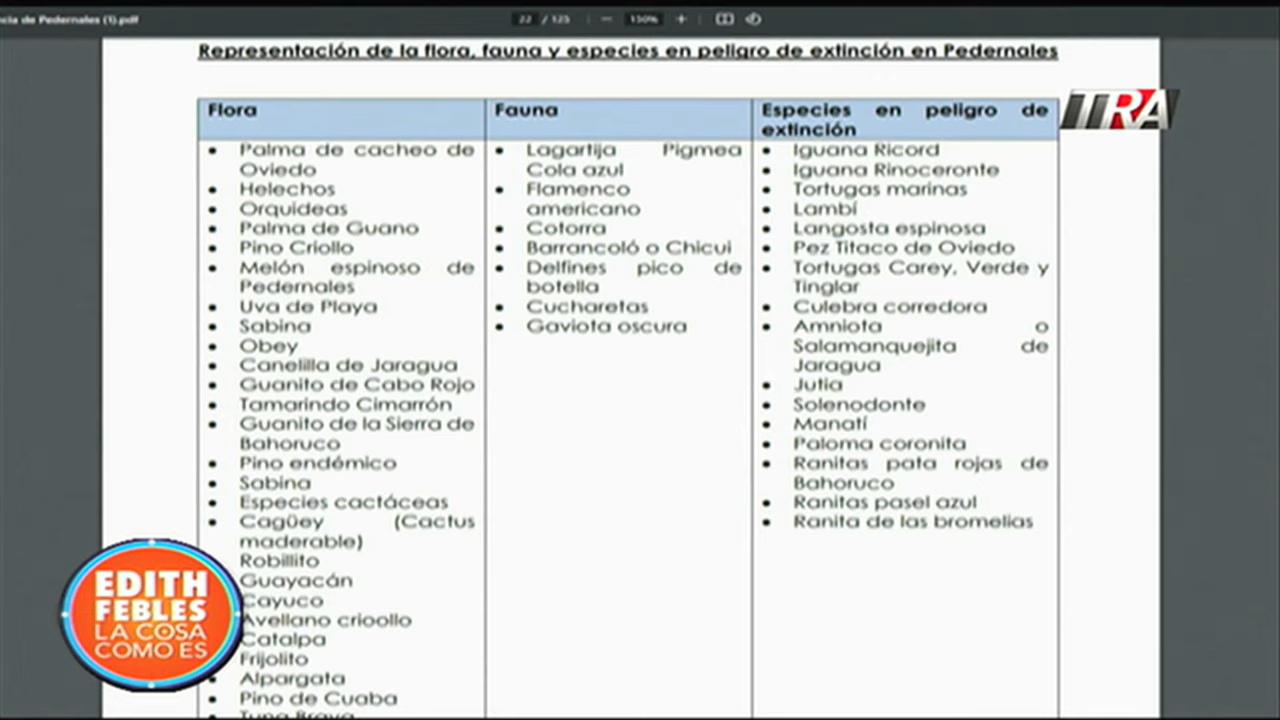 ncia de Pedernales (1).pdf
22 / 125
150%
Representación de la flora, fauna y especies en peligro de extinción en Pedernales
TRA
Flora
Palma de cacheo de
Oviedo
Helechos
Orquideas
Palma de Guano
Pino Criollo
Melón espinoso de
Pedernales
Uva de Playa
Sabina
Obey
Canelilla de Jaragua
Guanito de Cabo Rojo
Tamarindo Cimarrón
Guanito de la Sierra de
Bahoruco
Pino endémico
Sabina
Especies cactáceas
Cagüey (Cactus
maderable)
Robillito
Guayacán
Cayuco
Avellano crioollo
Catalpa
Frijolito
Alpargata
Pino de Cuaba
Tuna Brava
Fauna
Lagartija Pigmea
Cola azul
Flamenco
americano
Cotorra
Barrancoló o Chicui
Delfines pico de
botella
Cucharetas
Gaviota oscura
Especies en peligro de
extinción
Iguana Ricord
Iguana Rinoceronte
Tortugas marinas
Lambí
Langosta espinosa
Pez Titaco de Oviedo
Tortugas Carey, Verde y
Tinglar
Culebra corredora
Amniota o
Salamanquejita de
Jaragua
Jutia
Solenodonte
Manatí
Paloma coronita
Ranitas pata rojas de
Bahoruco
Ranitas pasel azul
Ranita de las bromelias
EDITH
FEBLES
LA COSA
COMO ES